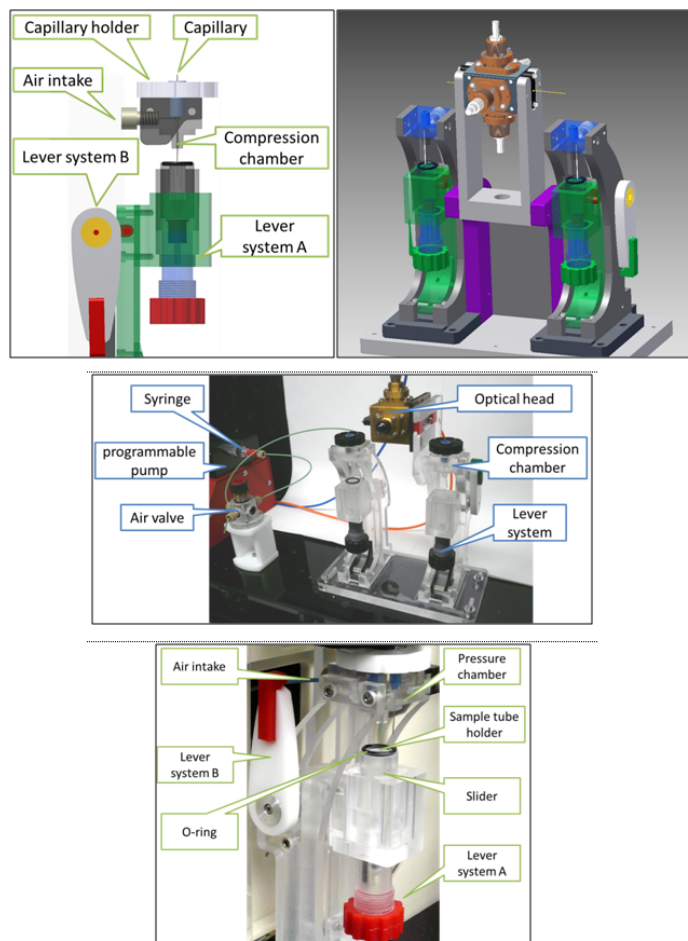 Capillary holder
Capillary
Air intake
Compression
chamber
Lever system B
Lever
system A
Syringe
Optical head
programmable
pump
Compression
chamber
Air valve
Lever
system
Air intake
Pressure
chamber
Sample tube
holder
Lever
system B
Slider
O-ring
Lever
system A